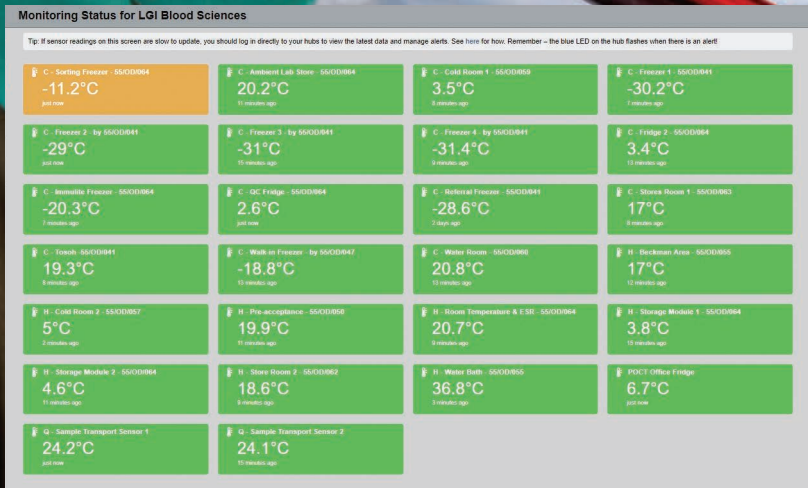 Monitoring Status for LGI Blood Sciences
Tip: If sensor readings on this screen are slow to update, you should log in directly to your hubs to view the latest data and manage alerts. See here for how. Remember – the blue LED on the hub flashes when there is an alert!
C - Sorting Freezer - 55/OD/064
-11.2°C
just now
C - Ambient Lab Store - 55/OD/064
20.2°C
11 minutes ago
C - Cold Room 1 - 55/OD/059
3.5°C
8 minutes ago
C - Freezer 1 - 55/OD/041
-30.2°C
7 minutes ago
C - Freezer 2 - by 55/OD/041
-29°C
just now
C - Freezer 3 - by 55/OD/041
-31°C
15 minutes ago
C - Freezer 4 - by 55/OD/041
-31.4°C
9 minutes ago
C - Fridge 2 - 55/OD/064
3.4°C
13 minutes ago
C - Immulite Freezer - 55/OD/064
-20.3°C
7 minutes ago
C - QC Fridge - 55/OD/064
2.6°C
just now
C - Referral Freezer - 55/OD/041
-28.6°C
2 days ago
C - Stores Room 1 - 55/OD/063
17°C
8 minutes ago
C - Tosoh -55/OD/041
19.3°C
8 minutes ago
C - Walk-in Freezer - by 55/OD/047
-18.8°C
13 minutes ago
C - Water Room - 55/OD/060
20.8°C
13 minutes ago
H - Beckman Area - 55/OD/055
17°C
12 minutes ago
H - Cold Room 2 - 55/OD/057
5°C
2 minutes ago
H - Pre-acceptance - 55/OD/050
19.9°C
11 minutes ago
H - Room Temperature & ESR - 55/OD/064
20.7°C
9 minutes ago
H - Storage Module 1 - 55/OD/064
3.8°C
15 minutes ago
H - Storage Module 2 - 55/OD/064
4.6°C
11 minutes ago
H - Store Room 2 - 55/OD/062
18.6°C
8 minutes ago
H - Water Bath - 55/OD/055
36.8°C
3 minutes ago
POCT Office Fridge
6.7°C
just now
Q - Sample Transport Sensor 1
24.2°C
just now
Q - Sample Transport Sensor 2
24.1°C
15 minutes ago